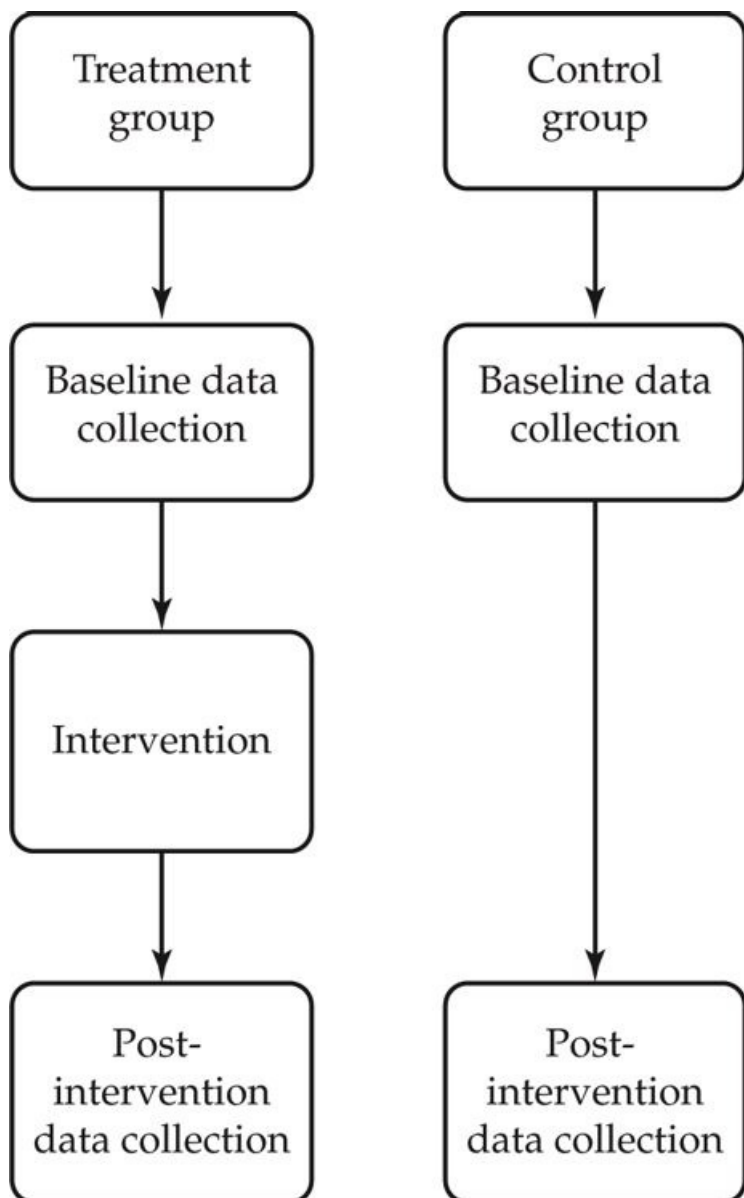 Treatment
group
Control
group
Baseline data
collection
Baseline data
collection
Intervention
Post-
intervention
data collection
Post-
intervention
data collection